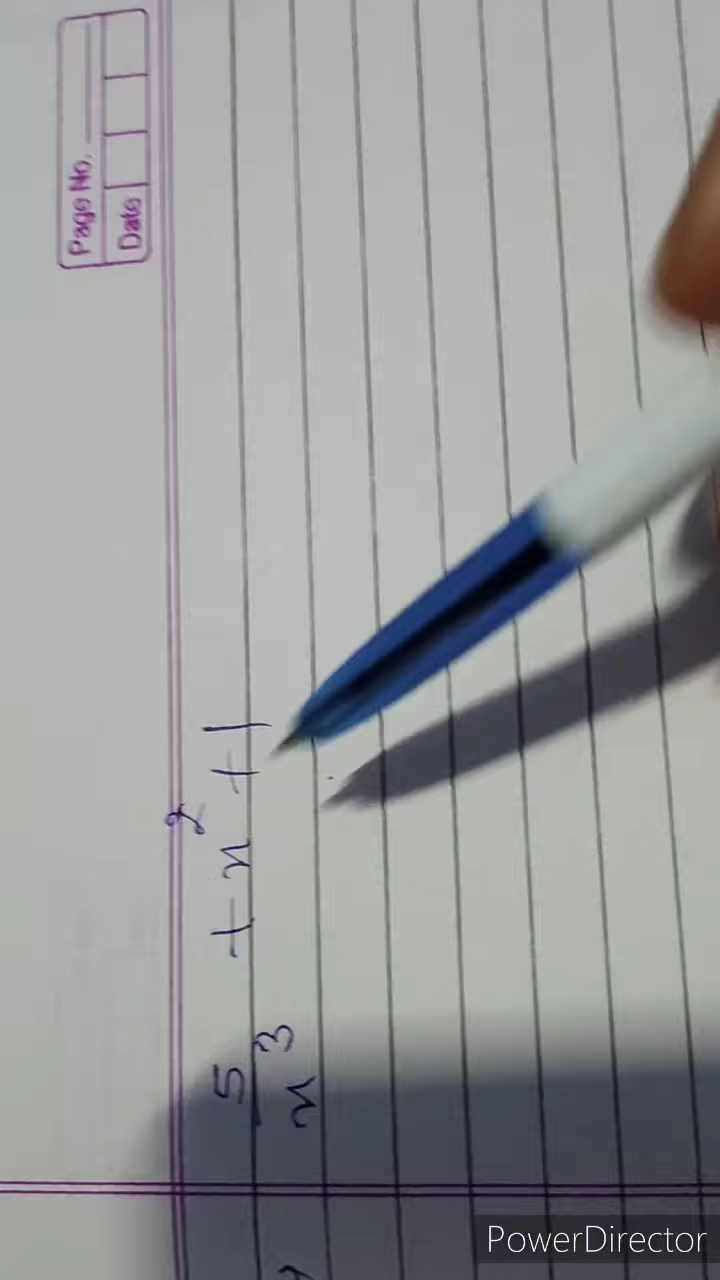 Page No.
Date
5/x³ + x² + 1
PowerDirector